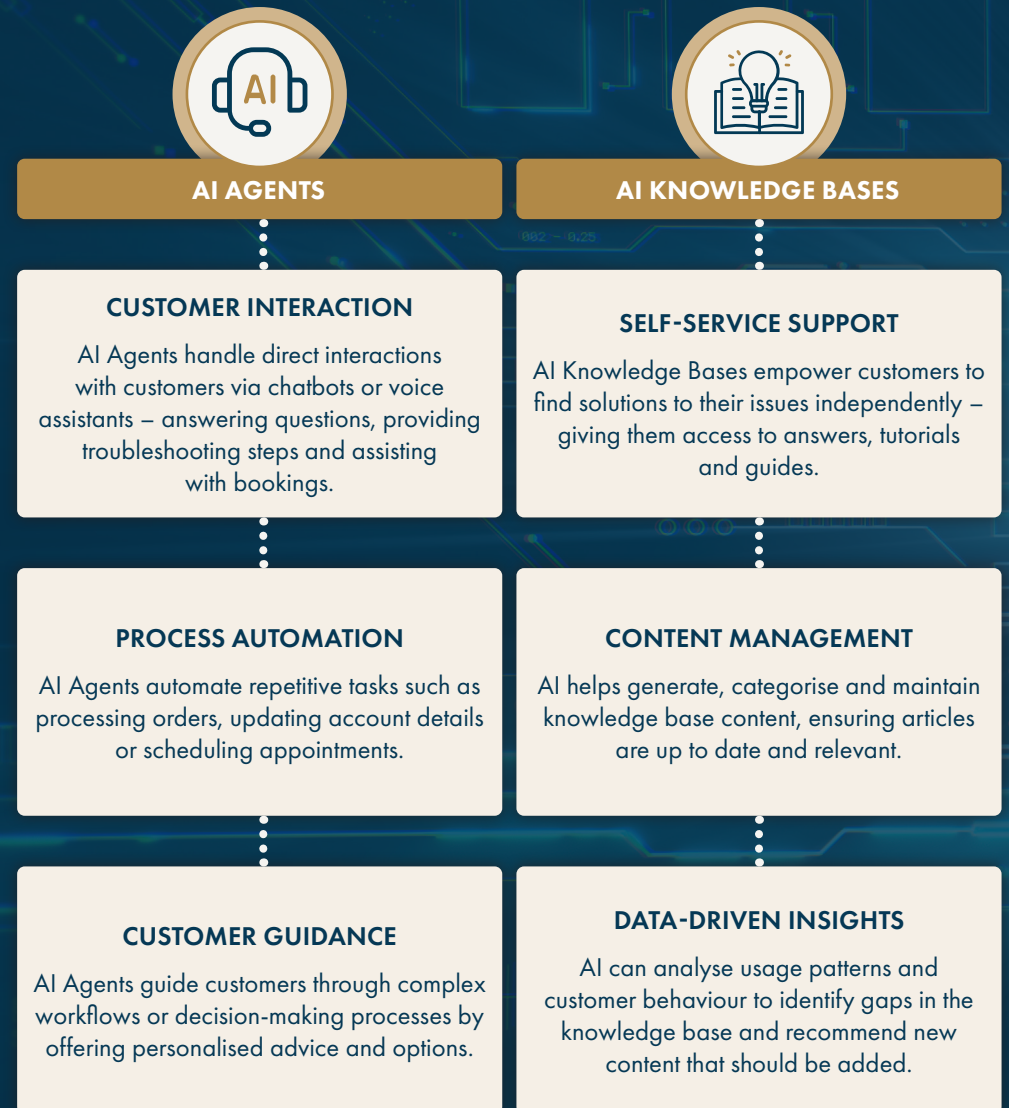 AI
AI AGENTS
CUSTOMER INTERACTION
AI Agents handle direct interactions
with customers via chatbots or voice
assistants – answering questions, providing
troubleshooting steps and assisting
with bookings.
PROCESS AUTOMATION
AI Agents automate repetitive tasks such as
processing orders, updating account details
or scheduling appointments.
CUSTOMER GUIDANCE
AI Agents guide customers through complex
workflows or decision-making processes by
offering personalised advice and options.
AI KNOWLEDGE BASES
002 - 0.25
SELF-SERVICE SUPPORT
AI Knowledge Bases empower customers to
find solutions to their issues independently –
giving them access to answers, tutorials
and guides.
CONTENT MANAGEMENT
AI helps generate, categorise and maintain
knowledge base content, ensuring articles
are up to date and relevant.
DATA-DRIVEN INSIGHTS
AI can analyse usage patterns and
customer behaviour to identify gaps in the
knowledge base and recommend new
content that should be added.